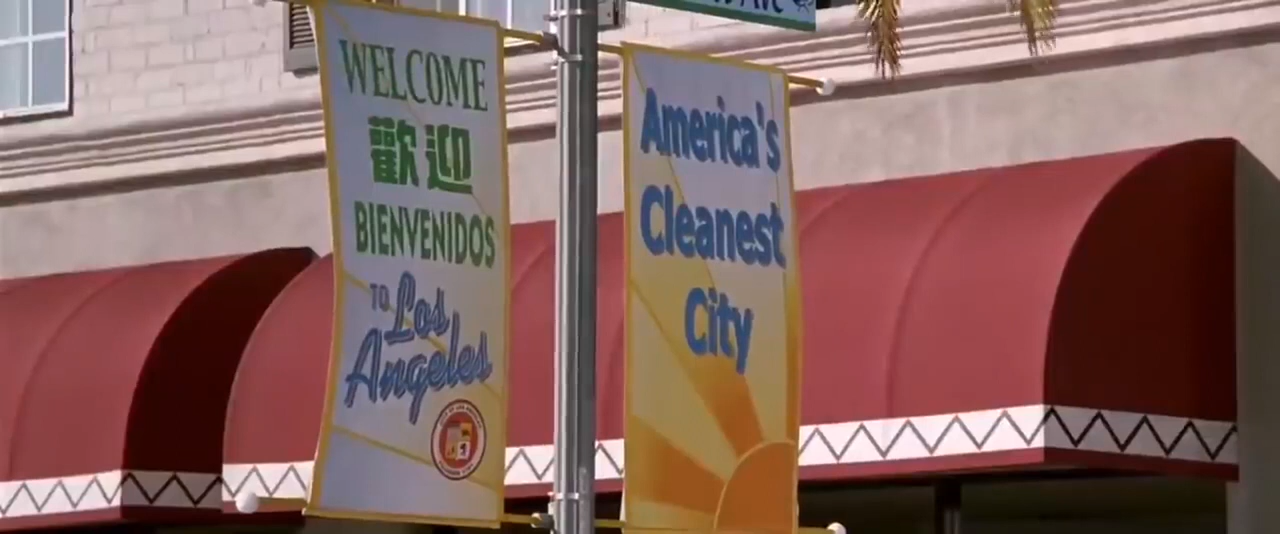 WELCOME
歡迎
BIENVENIDOS
TO Los
Angeles
America's
Cleanest
City